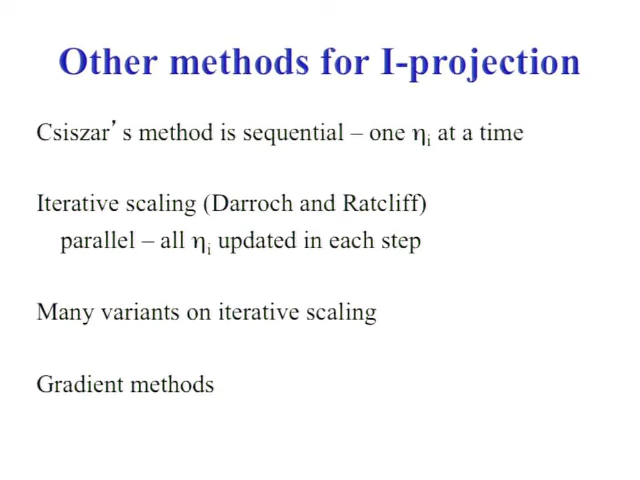 Other methods for I-projection
Csiszar's method is sequential – one ηi at a time
Iterative scaling (Darroch and Ratcliff)
parallel – all ηi updated in each step
Many variants on iterative scaling
Gradient methods